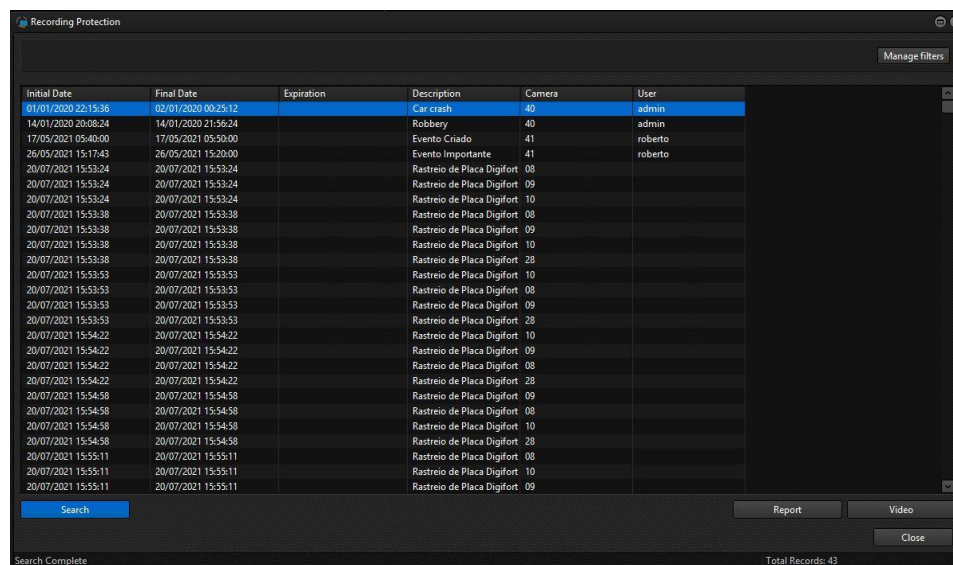 Recording Protection
Manage filters
Initial Date Final Date Expiration Description Camera User
01/01/2020 22:15:36 02/01/2020 00:25:12 Car crash 40 admin
14/01/2020 20:08:24 14/01/2020 21:56:24 Robbery 40 admin
17/05/2021 05:40:00 17/05/2021 05:50:00 Evento Criado 41 roberto
26/05/2021 15:17:43 26/05/2021 15:20:00 Evento Importante 41 roberto
20/07/2021 15:53:24 20/07/2021 15:53:24 Rastreio de Placa Digifort 08
20/07/2021 15:53:24 20/07/2021 15:53:24 Rastreio de Placa Digifort 09
20/07/2021 15:53:24 20/07/2021 15:53:24 Rastreio de Placa Digifort 10
20/07/2021 15:53:38 20/07/2021 15:53:38 Rastreio de Placa Digifort 08
20/07/2021 15:53:38 20/07/2021 15:53:38 Rastreio de Placa Digifort 09
20/07/2021 15:53:38 20/07/2021 15:53:38 Rastreio de Placa Digifort 10
20/07/2021 15:53:38 20/07/2021 15:53:38 Rastreio de Placa Digifort 28
20/07/2021 15:53:53 20/07/2021 15:53:53 Rastreio de Placa Digifort 10
20/07/2021 15:53:53 20/07/2021 15:53:53 Rastreio de Placa Digifort 08
20/07/2021 15:53:53 20/07/2021 15:53:53 Rastreio de Placa Digifort 09
20/07/2021 15:53:53 20/07/2021 15:53:53 Rastreio de Placa Digifort 28
20/07/2021 15:54:22 20/07/2021 15:54:22 Rastreio de Placa Digifort 10
20/07/2021 15:54:22 20/07/2021 15:54:22 Rastreio de Placa Digifort 09
20/07/2021 15:54:22 20/07/2021 15:54:22 Rastreio de Placa Digifort 08
20/07/2021 15:54:22 20/07/2021 15:54:22 Rastreio de Placa Digifort 28
20/07/2021 15:54:58 20/07/2021 15:54:58 Rastreio de Placa Digifort 09
20/07/2021 15:54:58 20/07/2021 15:54:58 Rastreio de Placa Digifort 08
20/07/2021 15:54:58 20/07/2021 15:54:58 Rastreio de Placa Digifort 10
20/07/2021 15:54:58 20/07/2021 15:54:58 Rastreio de Placa Digifort 28
20/07/2021 15:55:11 20/07/2021 15:55:11 Rastreio de Placa Digifort 08
20/07/2021 15:55:11 20/07/2021 15:55:11 Rastreio de Placa Digifort 10
20/07/2021 15:55:11 20/07/2021 15:55:11 Rastreio de Placa Digifort 09
Search Report Video
Close
Search Complete Total Records: 43